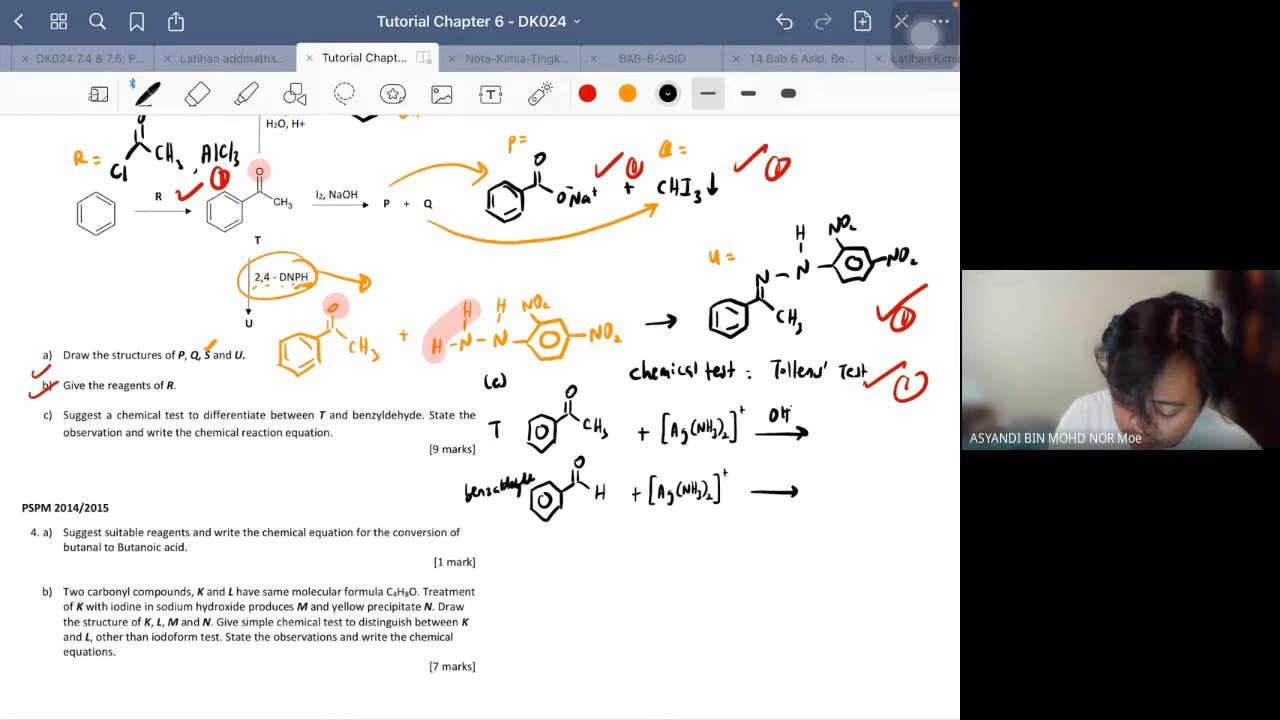 Tutorial Chapter 6 - DK024
DK024 7.4 & 7.5: P...
Latihan addmaths...
Tutorial Chapt...
Nota-Kimia-Tingk...
BAB-6-ASID
T4 Bab 6 Asid, Be...
Latihan Kimi
H₂O, H+
R = Cl O CH₃, AlCl₃
R
O
CH₃
T
I₂, NaOH
P + Q
P =
O
O⁻Na⁺ + CHI₃ ↓
Q =
2,4 - DNPH
U
O
CH₃
+
H H NO₂
H - N - N NO₂
U =
N - N
H NO₂
NO₂
CH₃
a) Draw the structures of P, Q, S and U.
b) Give the reagents of R.
c) Suggest a chemical test to differentiate between T and benzyldehyde. State the
observation and write the chemical reaction equation.
[9 marks]
(c)
chemical test : Tollens' Test
T O CH₃ + [Ag(NH₃)₂]⁺ OH⁻
benzaldehyde O H + [Ag(NH₃)₂]⁺
PSPM 2014/2015
4. a) Suggest suitable reagents and write the chemical equation for the conversion of
butanal to Butanoic acid.
[1 mark]
b) Two carbonyl compounds, K and L have same molecular formula C₄H₈O. Treatment
of K with iodine in sodium hydroxide produces M and yellow precipitate N. Draw
the structure of K, L, M and N. Give simple chemical test to distinguish between K
and L, other than iodoform test. State the observations and write the chemical
equations.
[7 marks]
ASYANDI BIN MOHD NOR Moe